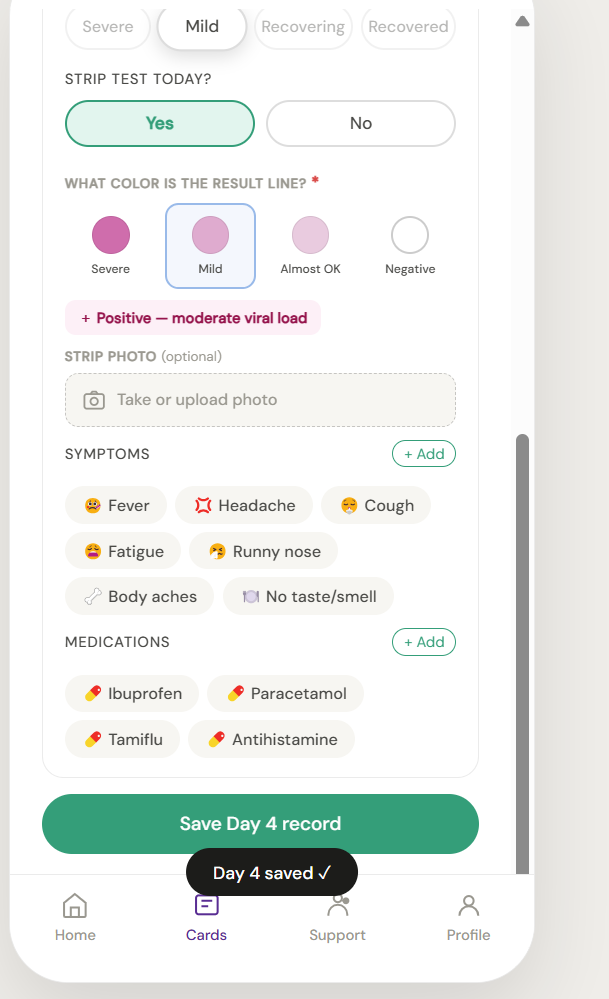 Severe Mild Recovering Recovered
STRIP TEST TODAY?
Yes No
WHAT COLOR IS THE RESULT LINE? *
Severe Mild Almost OK Negative
+ Positive — moderate viral load
STRIP PHOTO (optional)
Take or upload photo
SYMPTOMS + Add
Fever Headache Cough
Fatigue Runny nose
Body aches No taste/smell
MEDICATIONS + Add
Ibuprofen Paracetamol
Tamiflu Antihistamine
Save Day 4 record
Day 4 saved ✓
Home Cards Support Profile